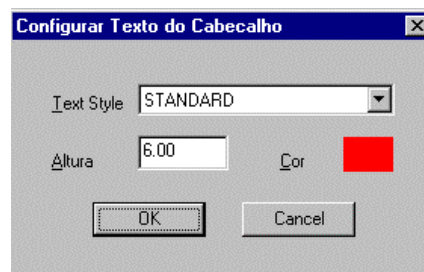 Configurar Texto do Cabecalho
Text Style STANDARD
Altura 6.00 Cor
OK Cancel